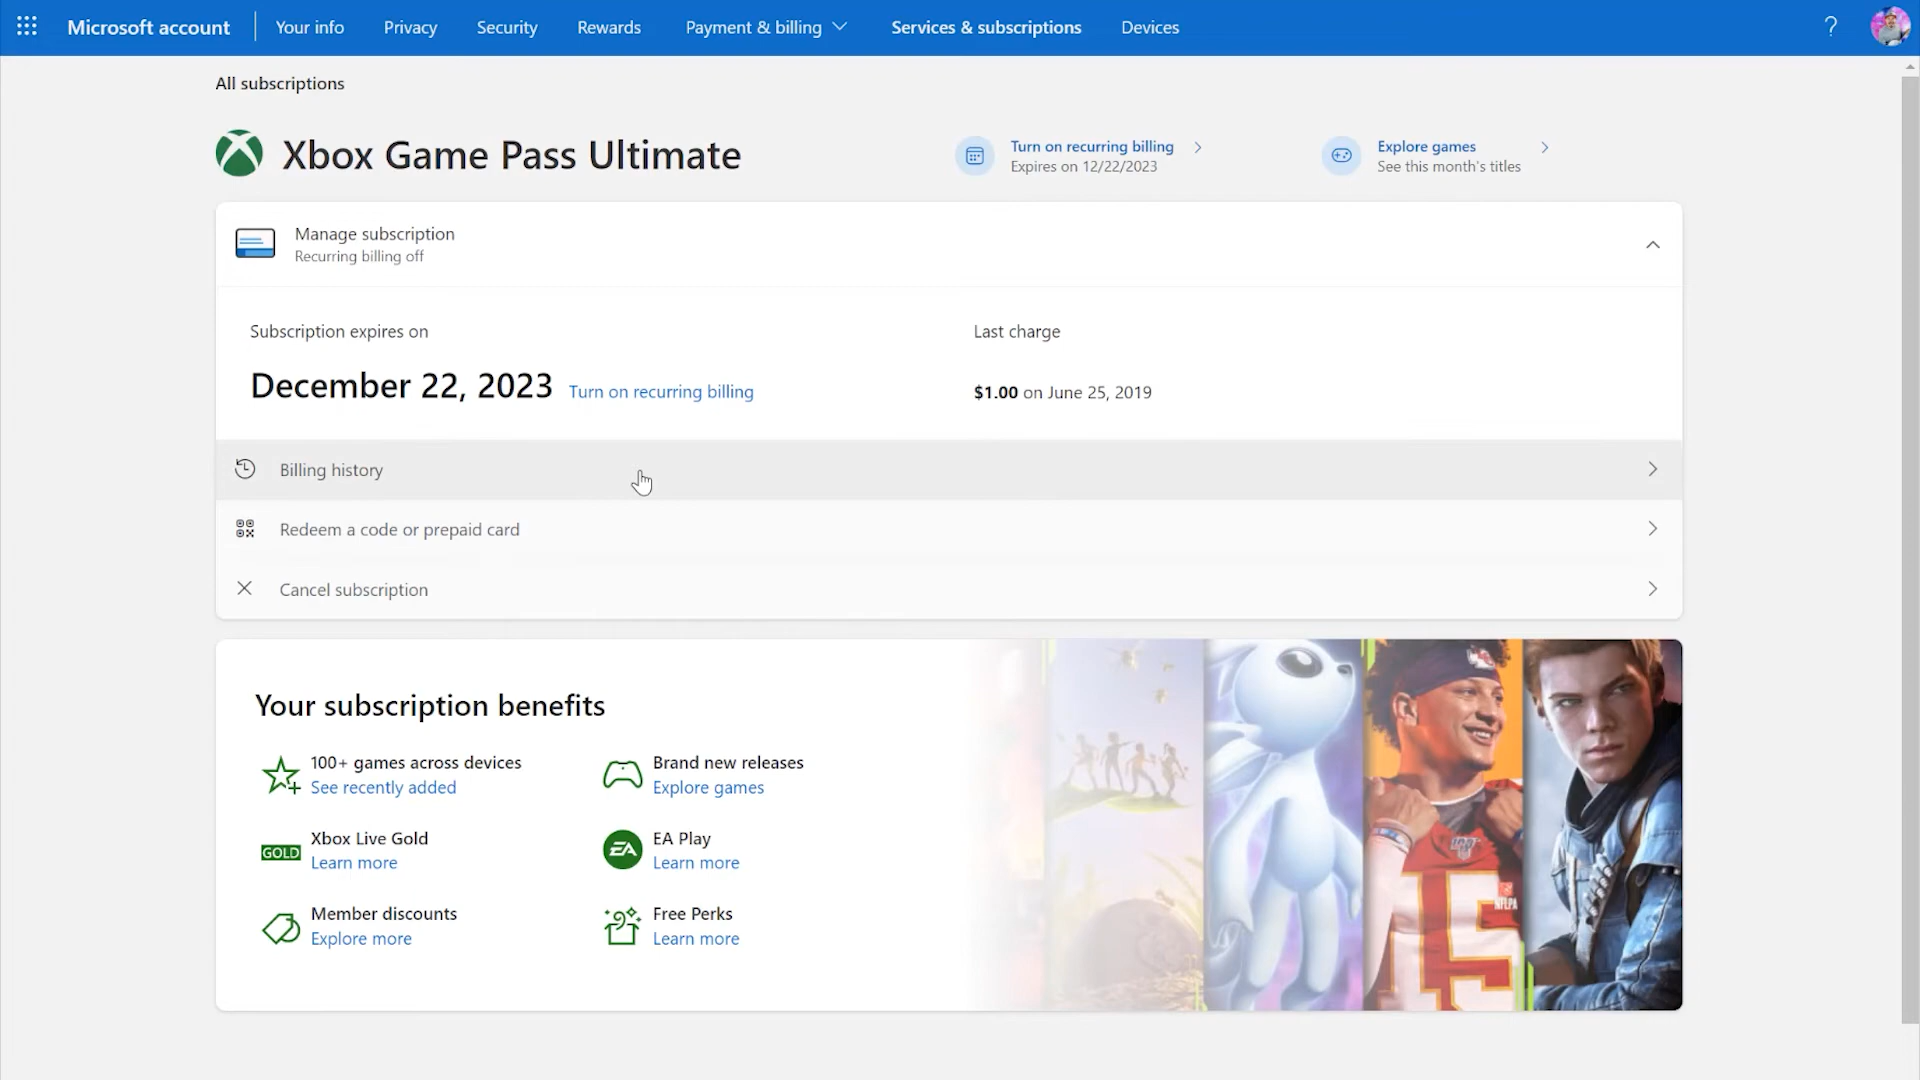 Microsoft account
Your info
Privacy
Security
Rewards
Payment & billing
Services & subscriptions
Devices
?
All subscriptions
Xbox Game Pass Ultimate
Turn on recurring billing
Expires on 12/22/2023
Explore games
See this month's titles
Manage subscription
Recurring billing off
Subscription expires on
December 22, 2023 Turn on recurring billing
Last charge
$1.00 on June 25, 2019
Billing history
Redeem a code or prepaid card
Cancel subscription
Your subscription benefits
100+ games across devices
See recently added
Brand new releases
Explore games
GOLD
Xbox Live Gold
Learn more
EA
EA Play
Learn more
Member discounts
Explore more
Free Perks
Learn more
15
NFLPA